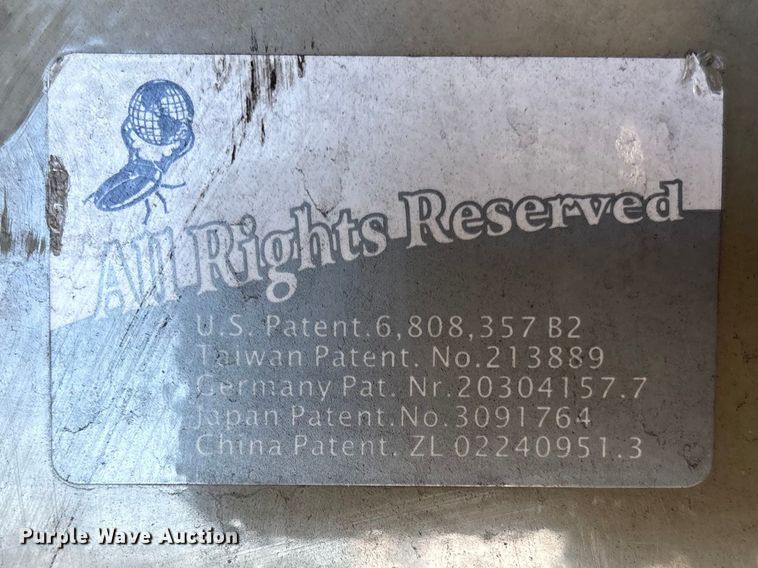 All Rights Reserved
U.S. Patent.6,808,357 B2
Taiwan Patent. No.213889
Germany Pat. Nr.20304157.7
Japan Patent.No.3091764
China Patent. ZL 02240951.3
Purple Wave Auction